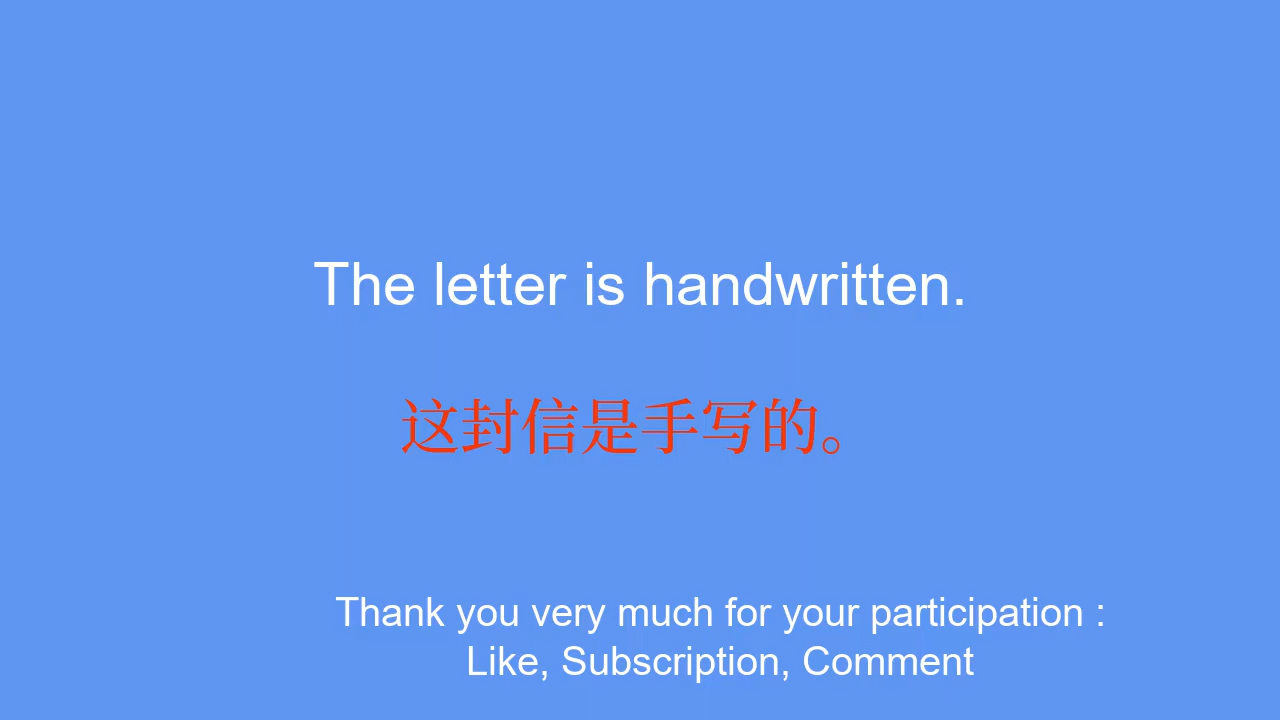 The letter is handwritten.
这封信是手写的。
Thank you very much for your participation :
Like, Subscription, Comment